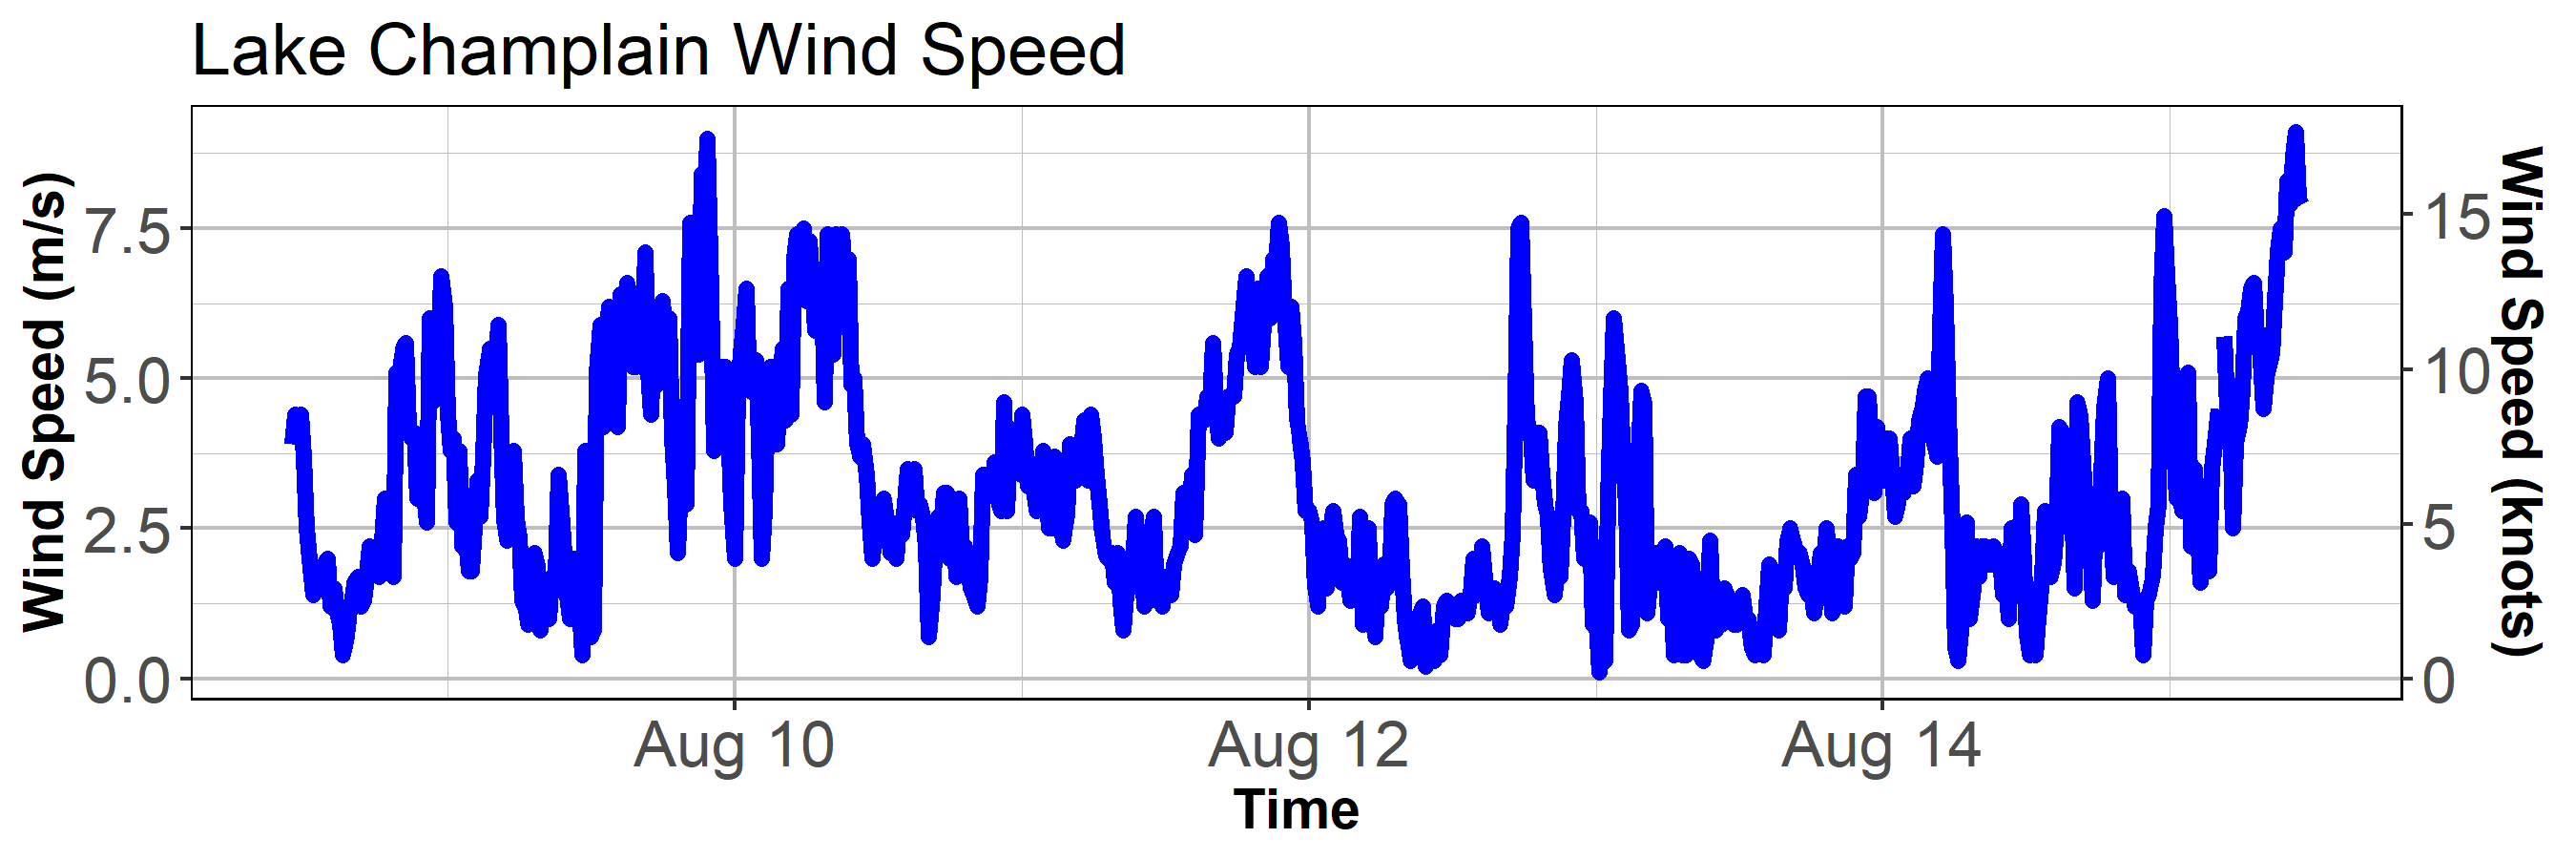 Lake Champlain Wind Speed
Wind Speed (m/s)
7.5
5.0
2.5
0.0
15
10
5
0
Wind Speed (knots)
Aug 10
Aug 12
Aug 14
Time